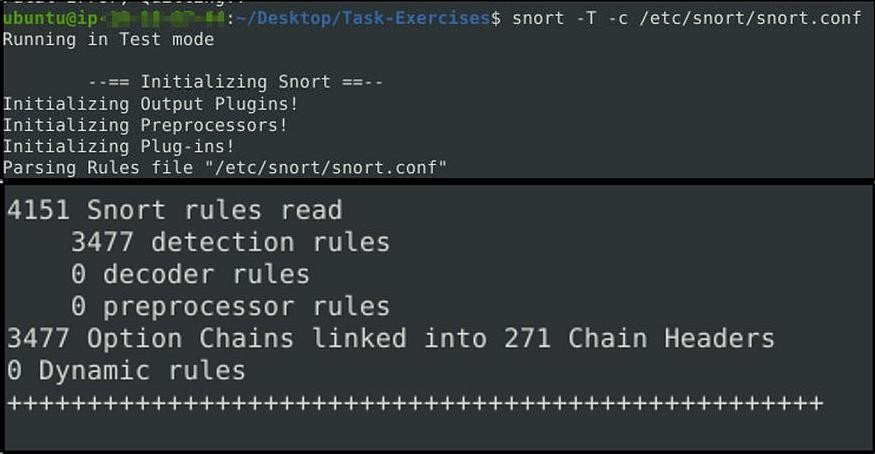 ubuntu@ip- :~/Desktop/Task-Exercises$ snort -T -c /etc/snort/snort.conf
Running in Test mode
--== Initializing Snort ==--
Initializing Output Plugins!
Initializing Preprocessors!
Initializing Plug-ins!
Parsing Rules file "/etc/snort/snort.conf"
4151 Snort rules read
3477 detection rules
0 decoder rules
0 preprocessor rules
3477 Option Chains linked into 271 Chain Headers
0 Dynamic rules
+++++++++++++++++++++++++++++++++++++++++++++++++++